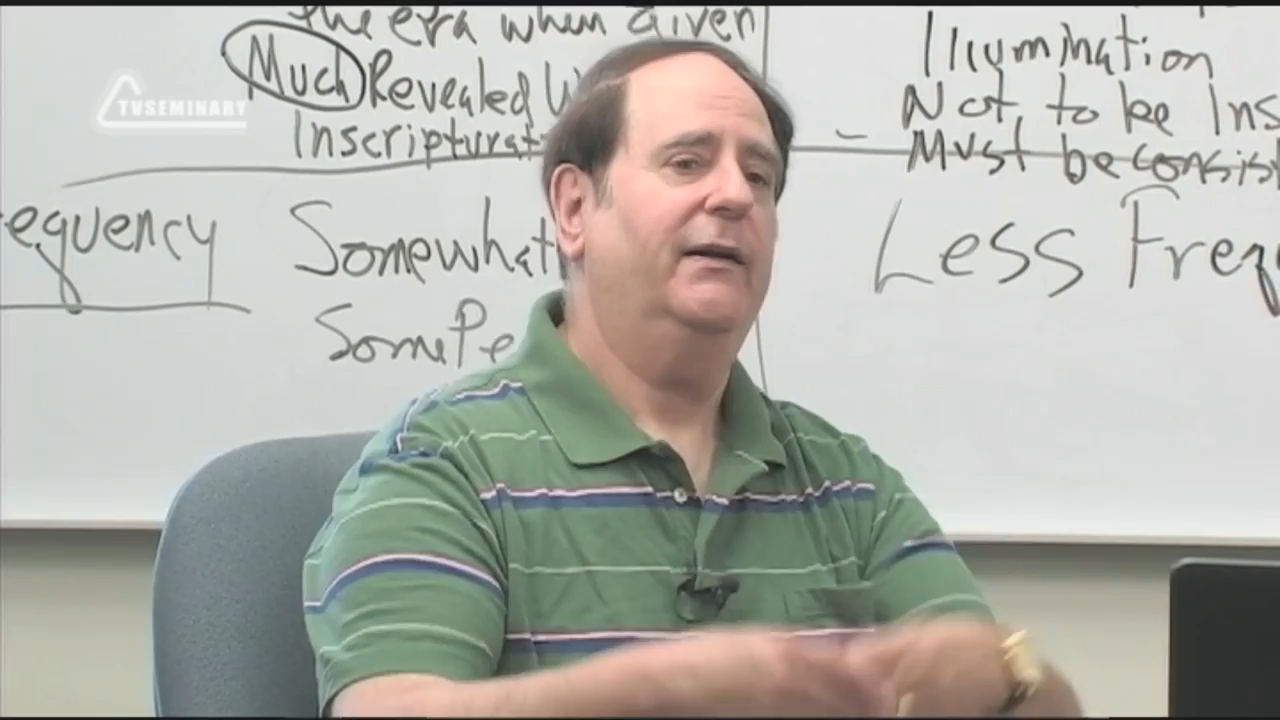 the era when given
Much Revealed
Inscripturat
equency
Somewhat
SomePe
TVSEMINARY
Illumination
Not to be Ins
Must be consist
Less Freq